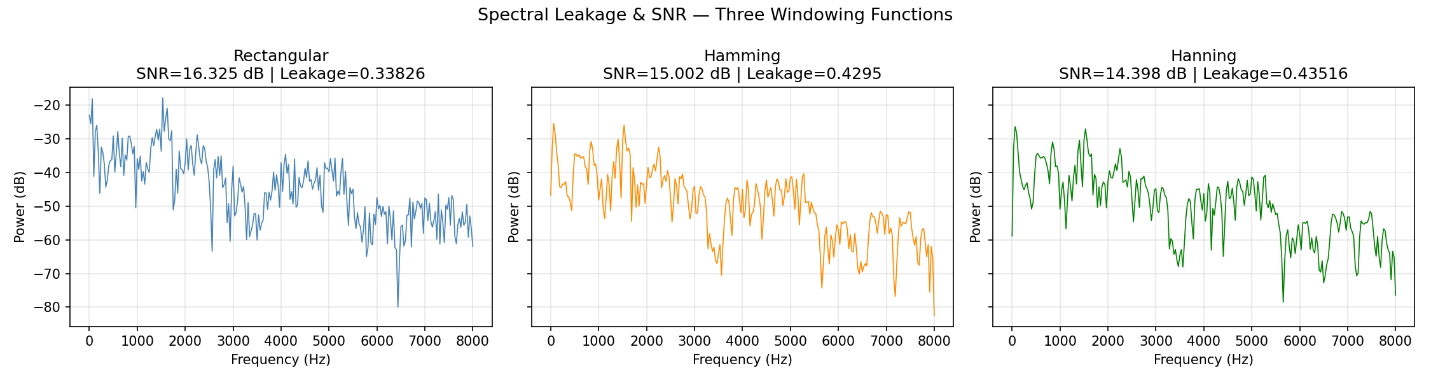 Spectral Leakage & SNR — Three Windowing Functions
Rectangular
SNR=16.325 dB | Leakage=0.33826
Power (dB)
−20
−30
−40
−50
−60
−70
−80
0 1000 2000 3000 4000 5000 6000 7000 8000
Frequency (Hz)
Hamming
SNR=15.002 dB | Leakage=0.4295
Power (dB)
0 1000 2000 3000 4000 5000 6000 7000 8000
Frequency (Hz)
Hanning
SNR=14.398 dB | Leakage=0.43516
Power (dB)
0 1000 2000 3000 4000 5000 6000 7000 8000
Frequency (Hz)